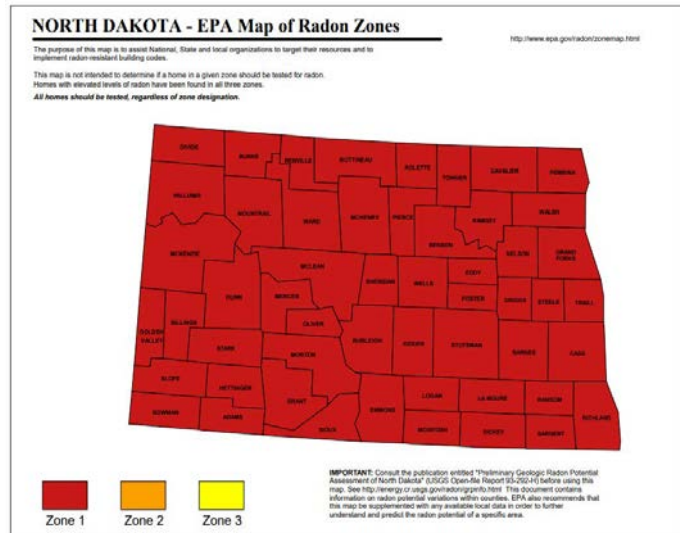 NORTH DAKOTA - EPA Map of Radon Zones
http://www.epa.gov/radon/zonemap.html
The purpose of this map is to assist National, State and local organizations to target their resources and to
implement radon-resistant building codes.
This map is not intended to determine if a home in a given zone should be tested for radon.
Homes with elevated levels of radon have been found in all three zones.
All homes should be tested, regardless of zone designation.
DIVIDE
BURKE
RENVILLE
BOTTINEAU
ROLETTE
TOWNER
CAVALIER
PEMBINA
WILLIAMS
MOUNTRAIL
WARD
MCHENRY
PIERCE
RAMSEY
WALSH
BENSON
NELSON
GRAND
FORKS
MCKENZIE
MCLEAN
SHERIDAN
WELLS
EDDY
FOSTER
DUNN
MERCER
OLIVER
GRIGGS
STEELE
TRAILL
GOLDEN
VALLEY
BILLINGS
STARK
MORTON
BURLEIGH
KIDDER
STUTSMAN
BARNES
CASS
SLOPE
HETTINGER
GRANT
EMMONS
LOGAN
LA MOURE
RANSOM
RICHLAND
BOWMAN
ADAMS
SIOUX
MCINTOSH
DICKEY
SARGENT
Zone 1
Zone 2
Zone 3
IMPORTANT: Consult the publication entitled "Preliminary Geologic Radon Potential
Assessment of North Dakota" (USGS Open-file Report 93-292-H) before using this
map. See http://energy.cr.usgs.gov/radon/grpinfo.html This document contains
information on radon potential variations within counties. EPA also recommends that
this map be supplemented with any available local data in order to further
understand and predict the radon potential of a specific area.